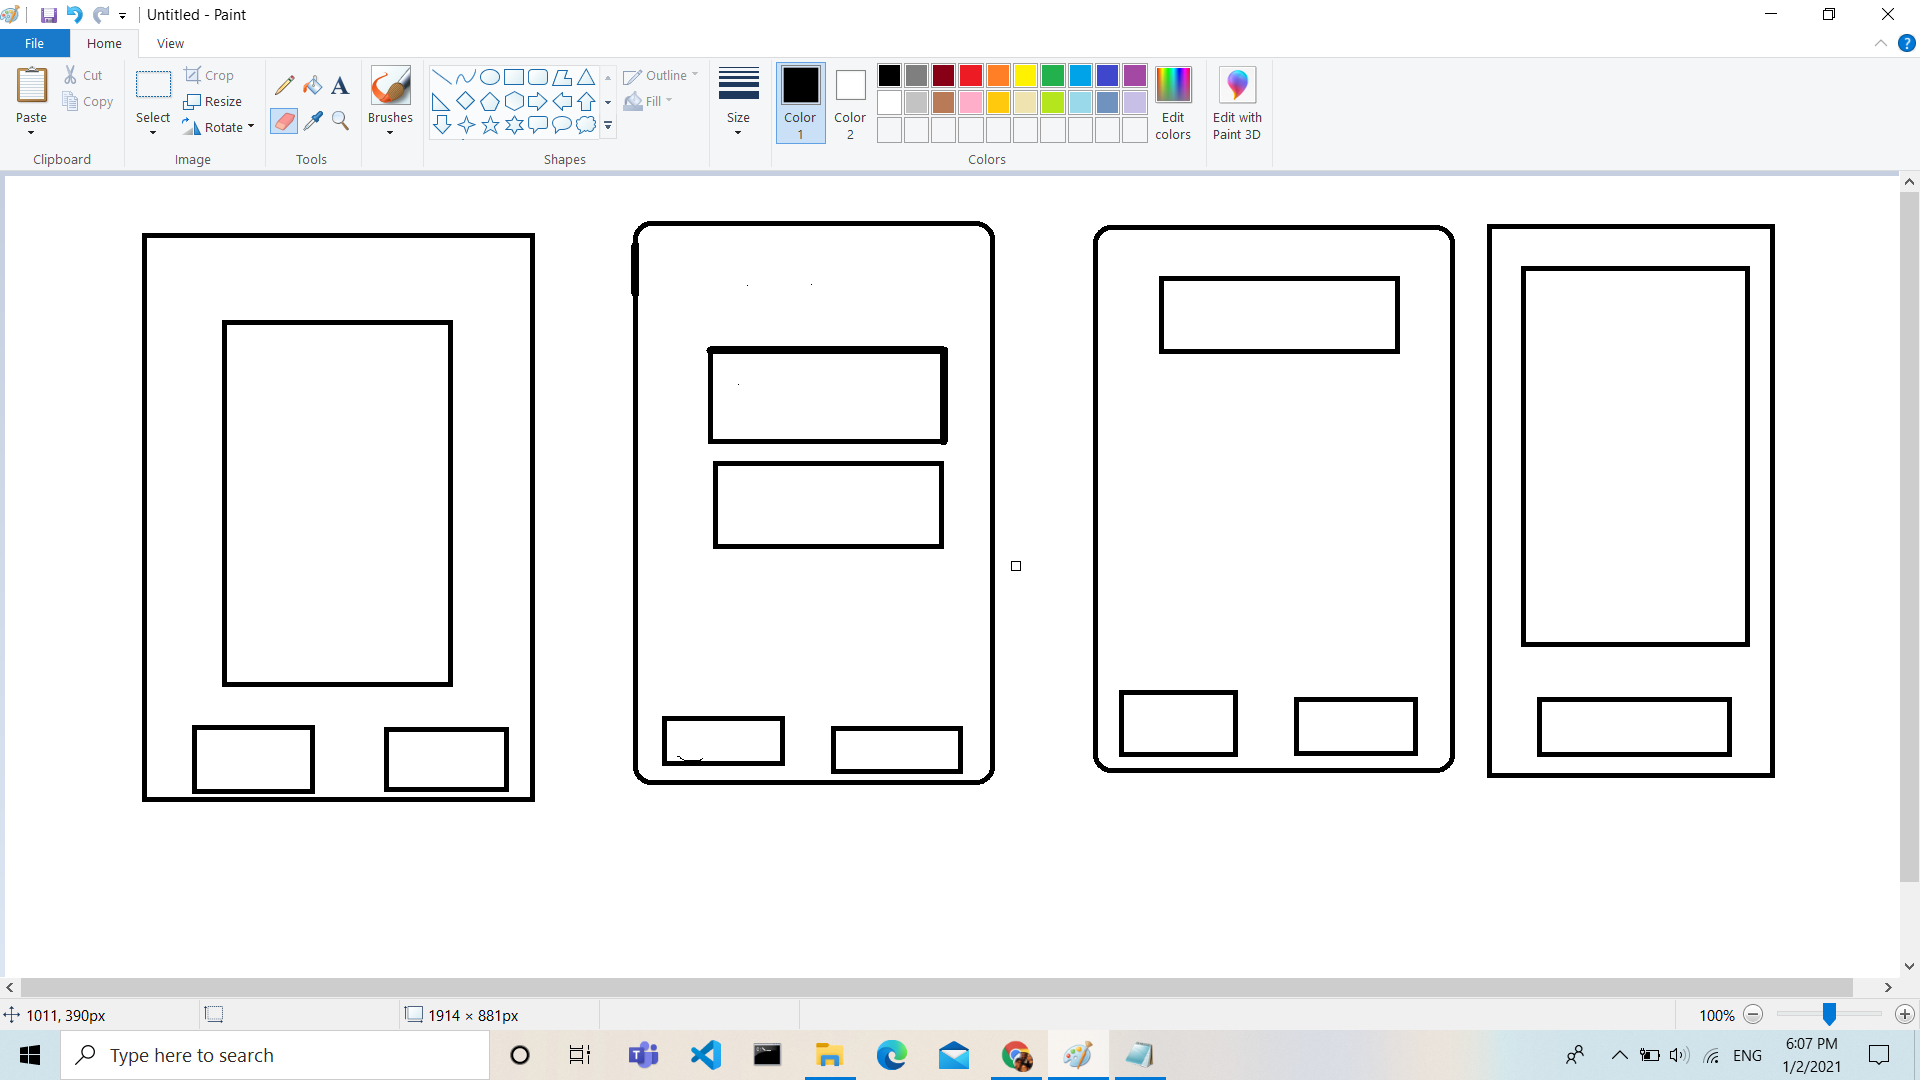 Untitled - Paint
File Home View
Paste
Cut
Copy
Clipboard
Select
Crop
Resize
Rotate
Image
A
Tools
Brushes
Shapes
Outline
Fill
Size
Color 1
Color 2
Colors
Edit colors
Edit with Paint 3D
?
1011, 390px
1914 × 881px
100%
Type here to search
ENG
6:07 PM
1/2/2021